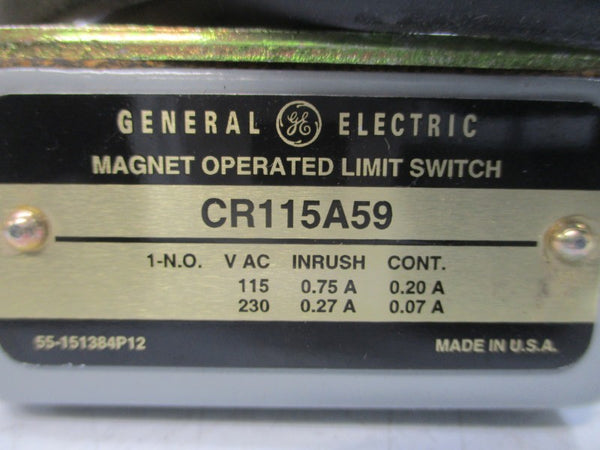 GENERAL GE ELECTRIC
MAGNET OPERATED LIMIT SWITCH
CR115A59
1-N.O. V AC INRUSH CONT.
115 0.75 A 0.20 A
230 0.27 A 0.07 A
55-151384P12 MADE IN U.S.A.